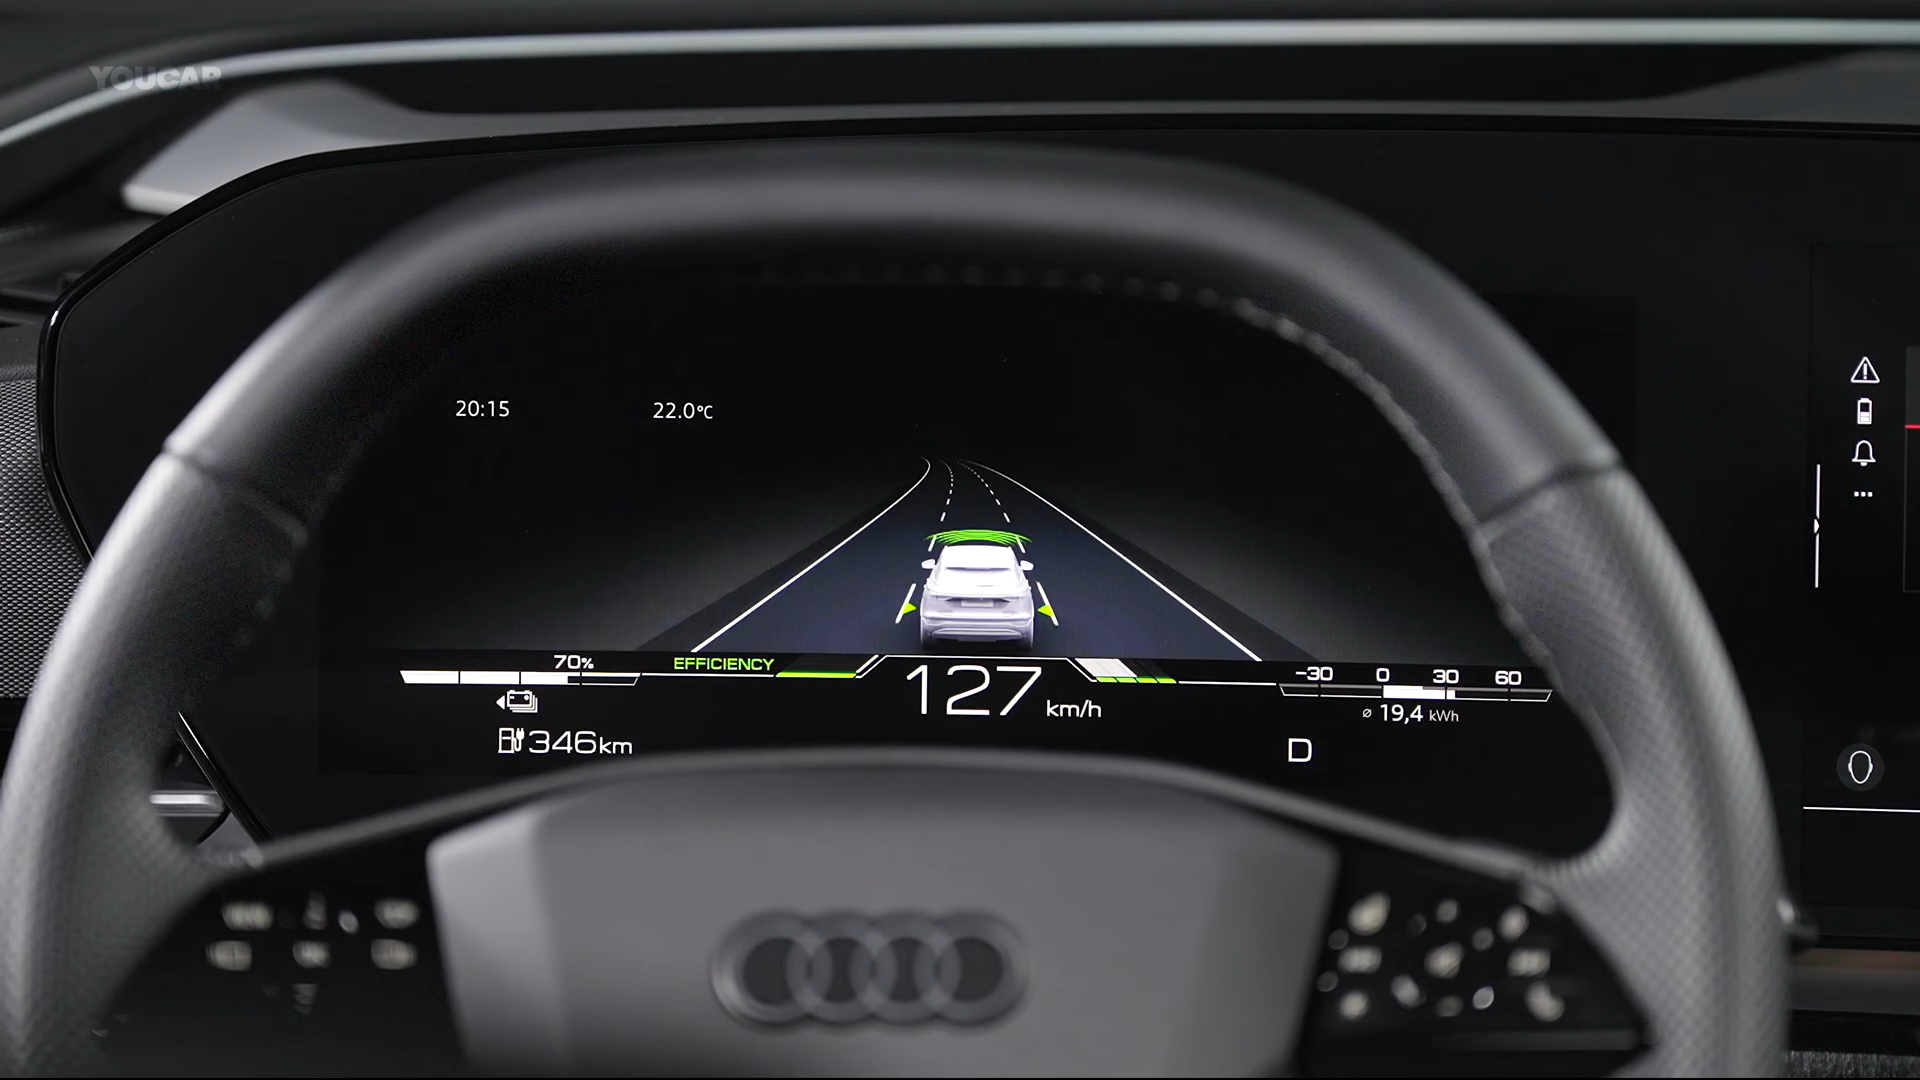 YOUCAR
20:15
22.0°C
70%
EFFICIENCY
127 km/h
-30 0 30 60
⌀ 19,4 kWh
346km
D